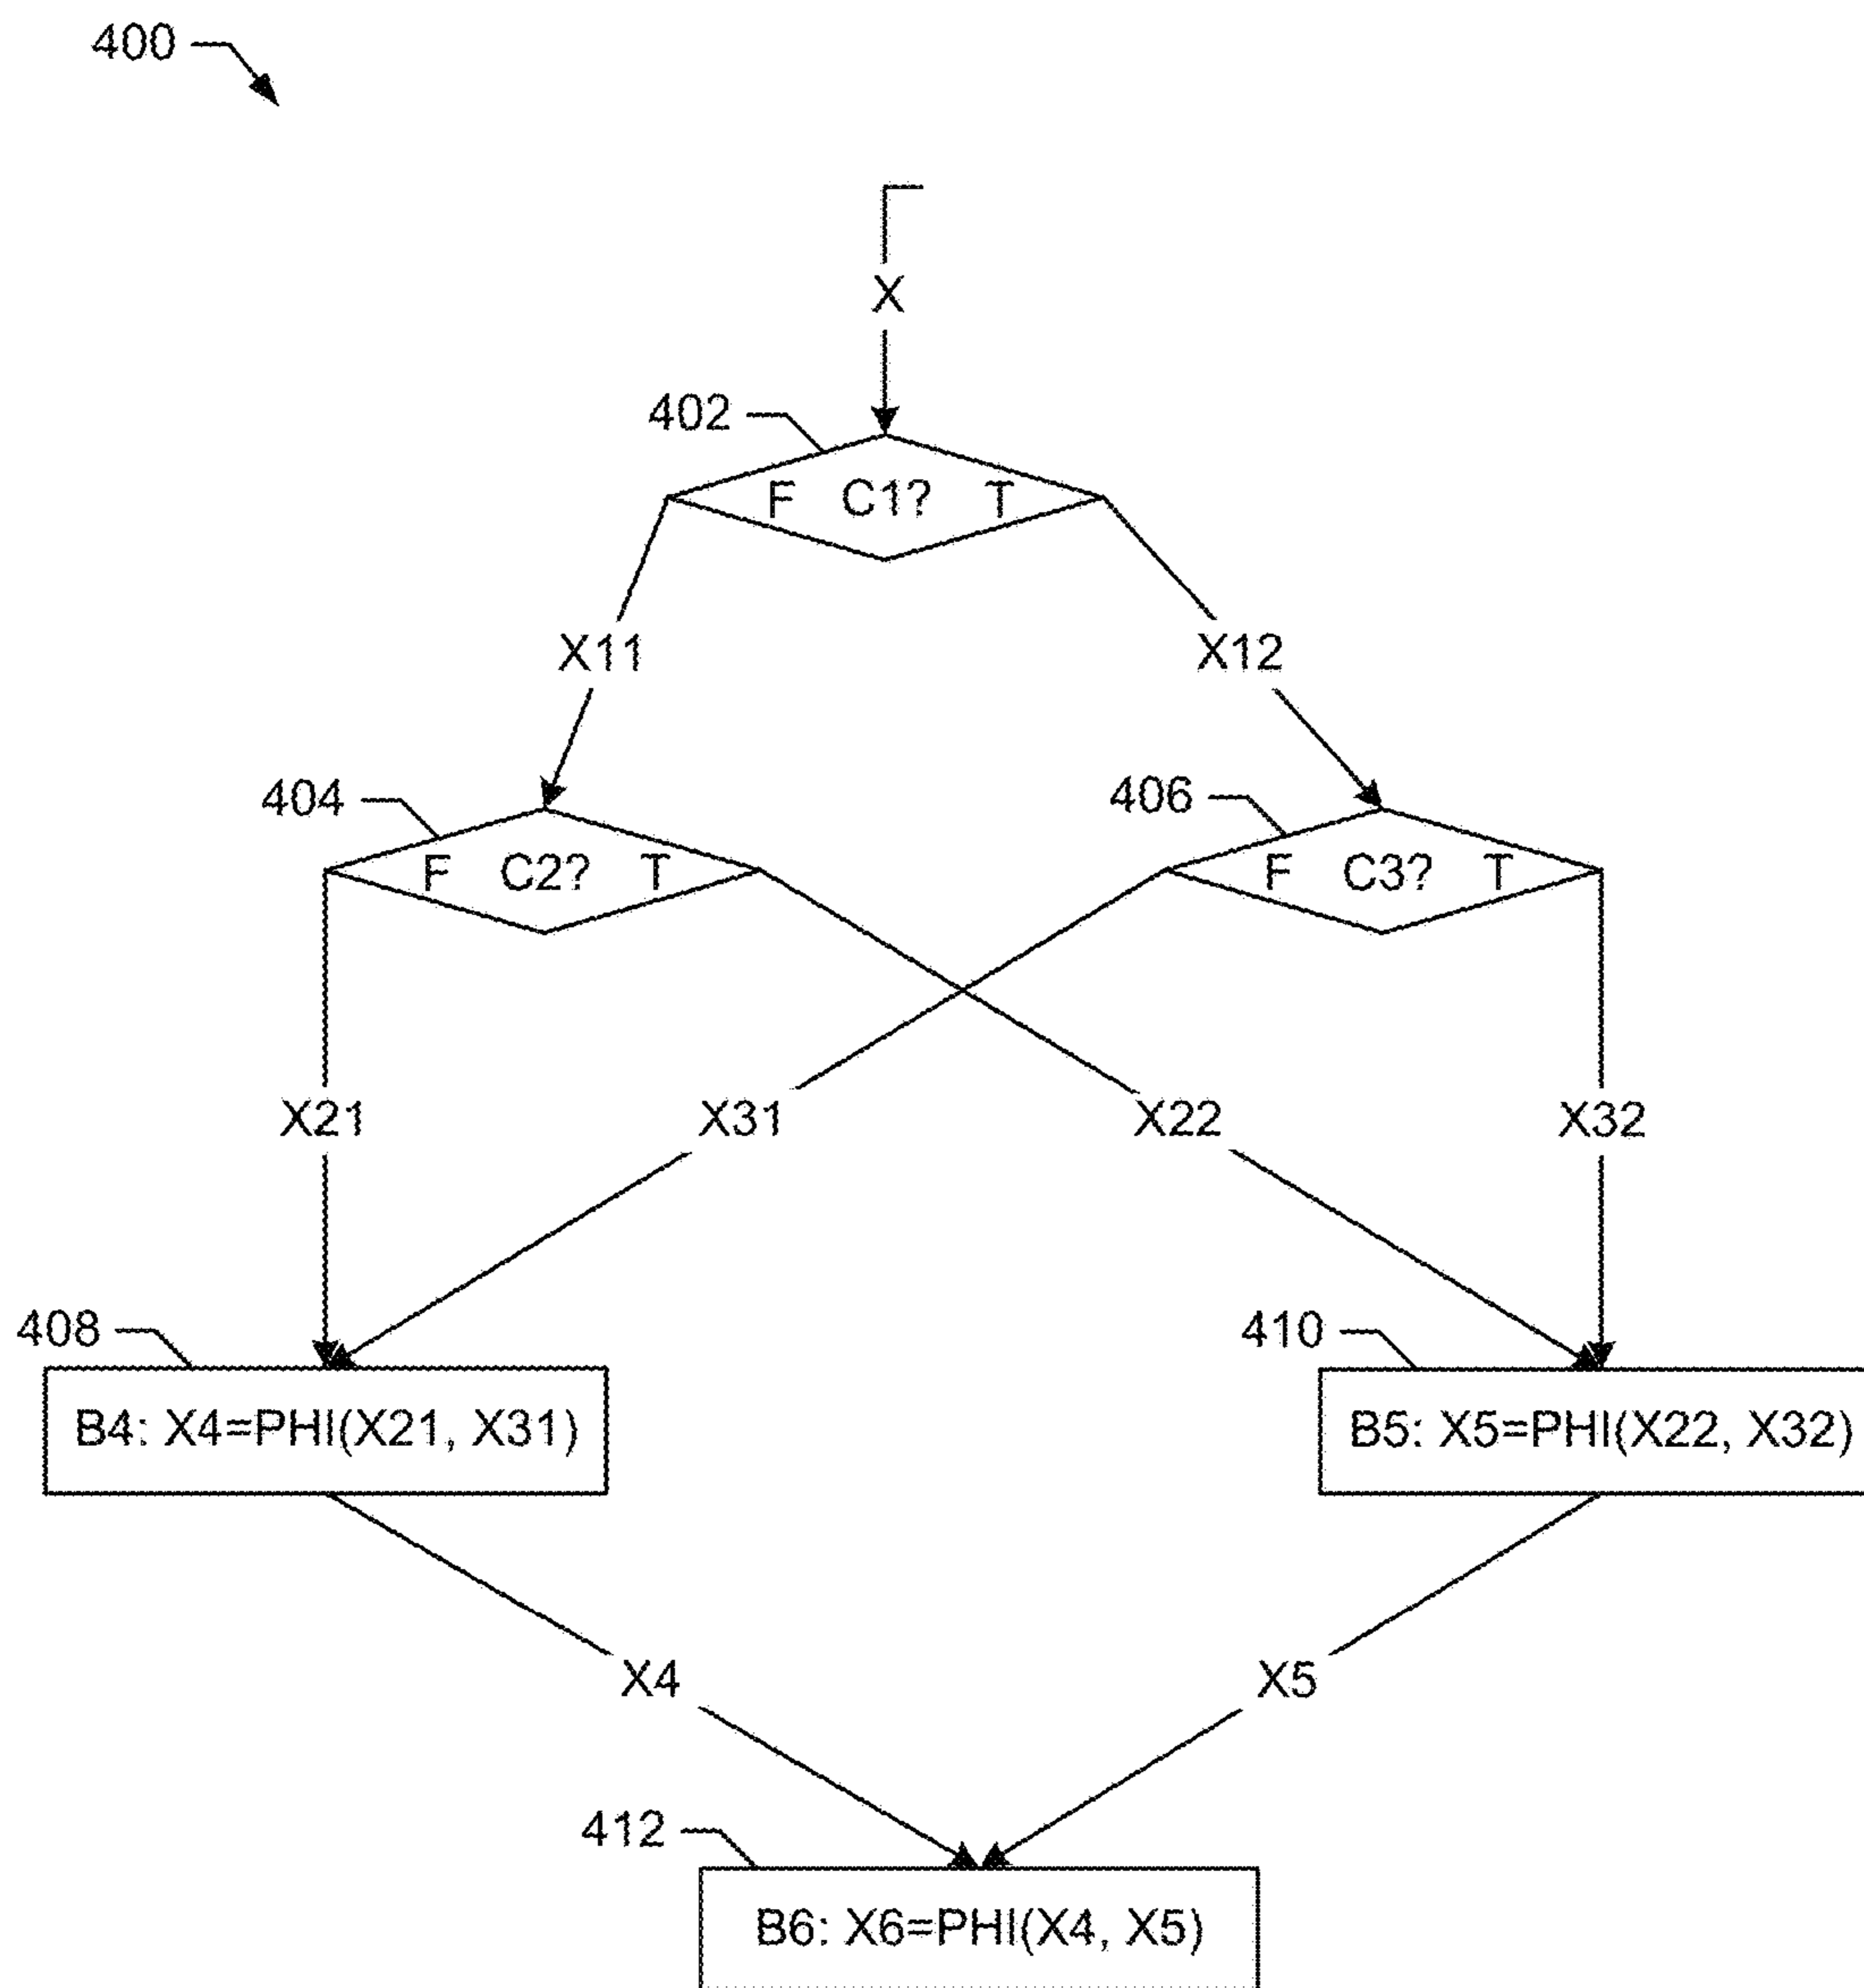 400
X
402
F C1? T
X11 X12
404 406
F C2? T F C3? T
X21 X31 X22 X32
408 410
B4: X4=PHI(X21, X31) B5: X5=PHI(X22, X32)
X4 X5
412
B6: X6=PHI(X4, X5)